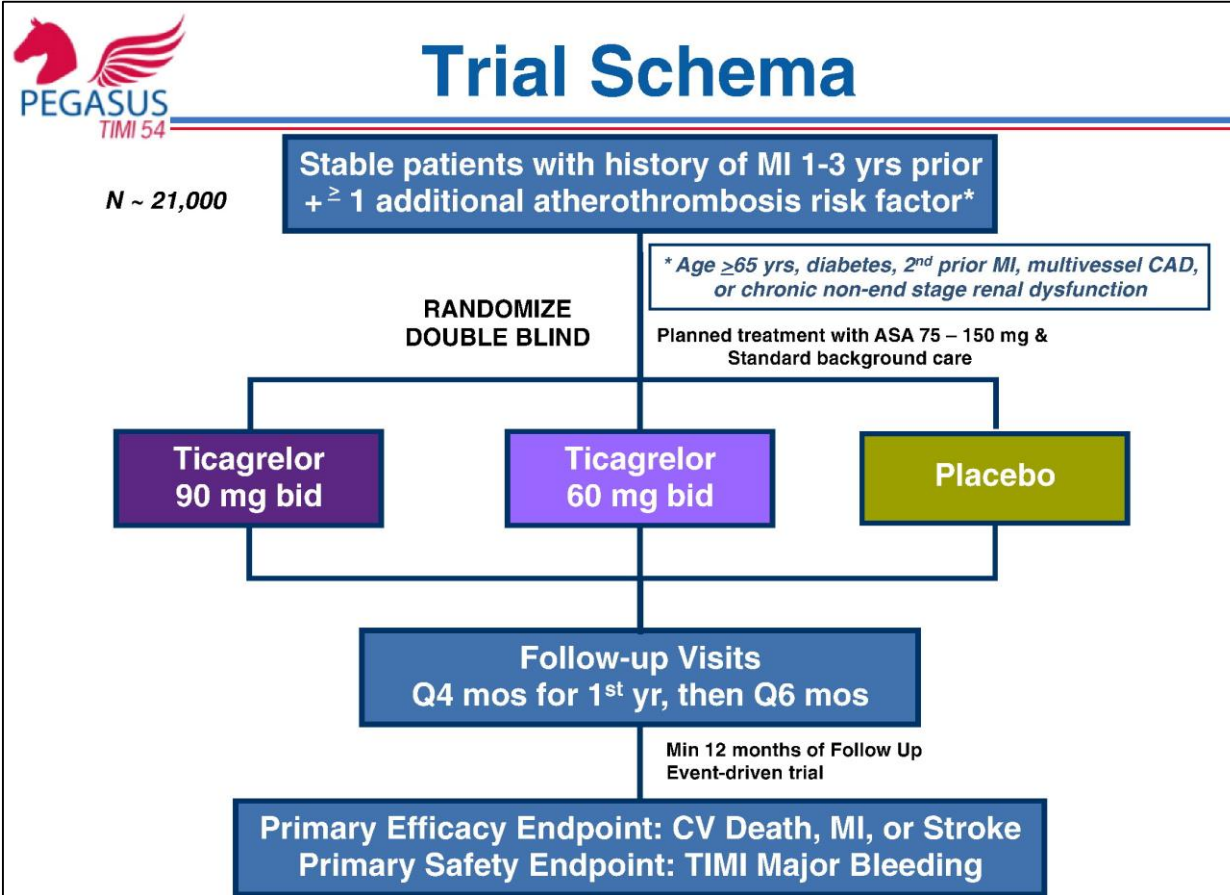 PEGASUS
TIMI 54
Trial Schema
N ~ 21,000
Stable patients with history of MI 1-3 yrs prior
+ ≥ 1 additional atherothrombosis risk factor*
* Age ≥65 yrs, diabetes, 2nd prior MI, multivessel CAD,
or chronic non-end stage renal dysfunction
RANDOMIZE
DOUBLE BLIND
Planned treatment with ASA 75 – 150 mg &
Standard background care
Ticagrelor
90 mg bid
Ticagrelor
60 mg bid
Placebo
Follow-up Visits
Q4 mos for 1st yr, then Q6 mos
Min 12 months of Follow Up
Event-driven trial
Primary Efficacy Endpoint: CV Death, MI, or Stroke
Primary Safety Endpoint: TIMI Major Bleeding